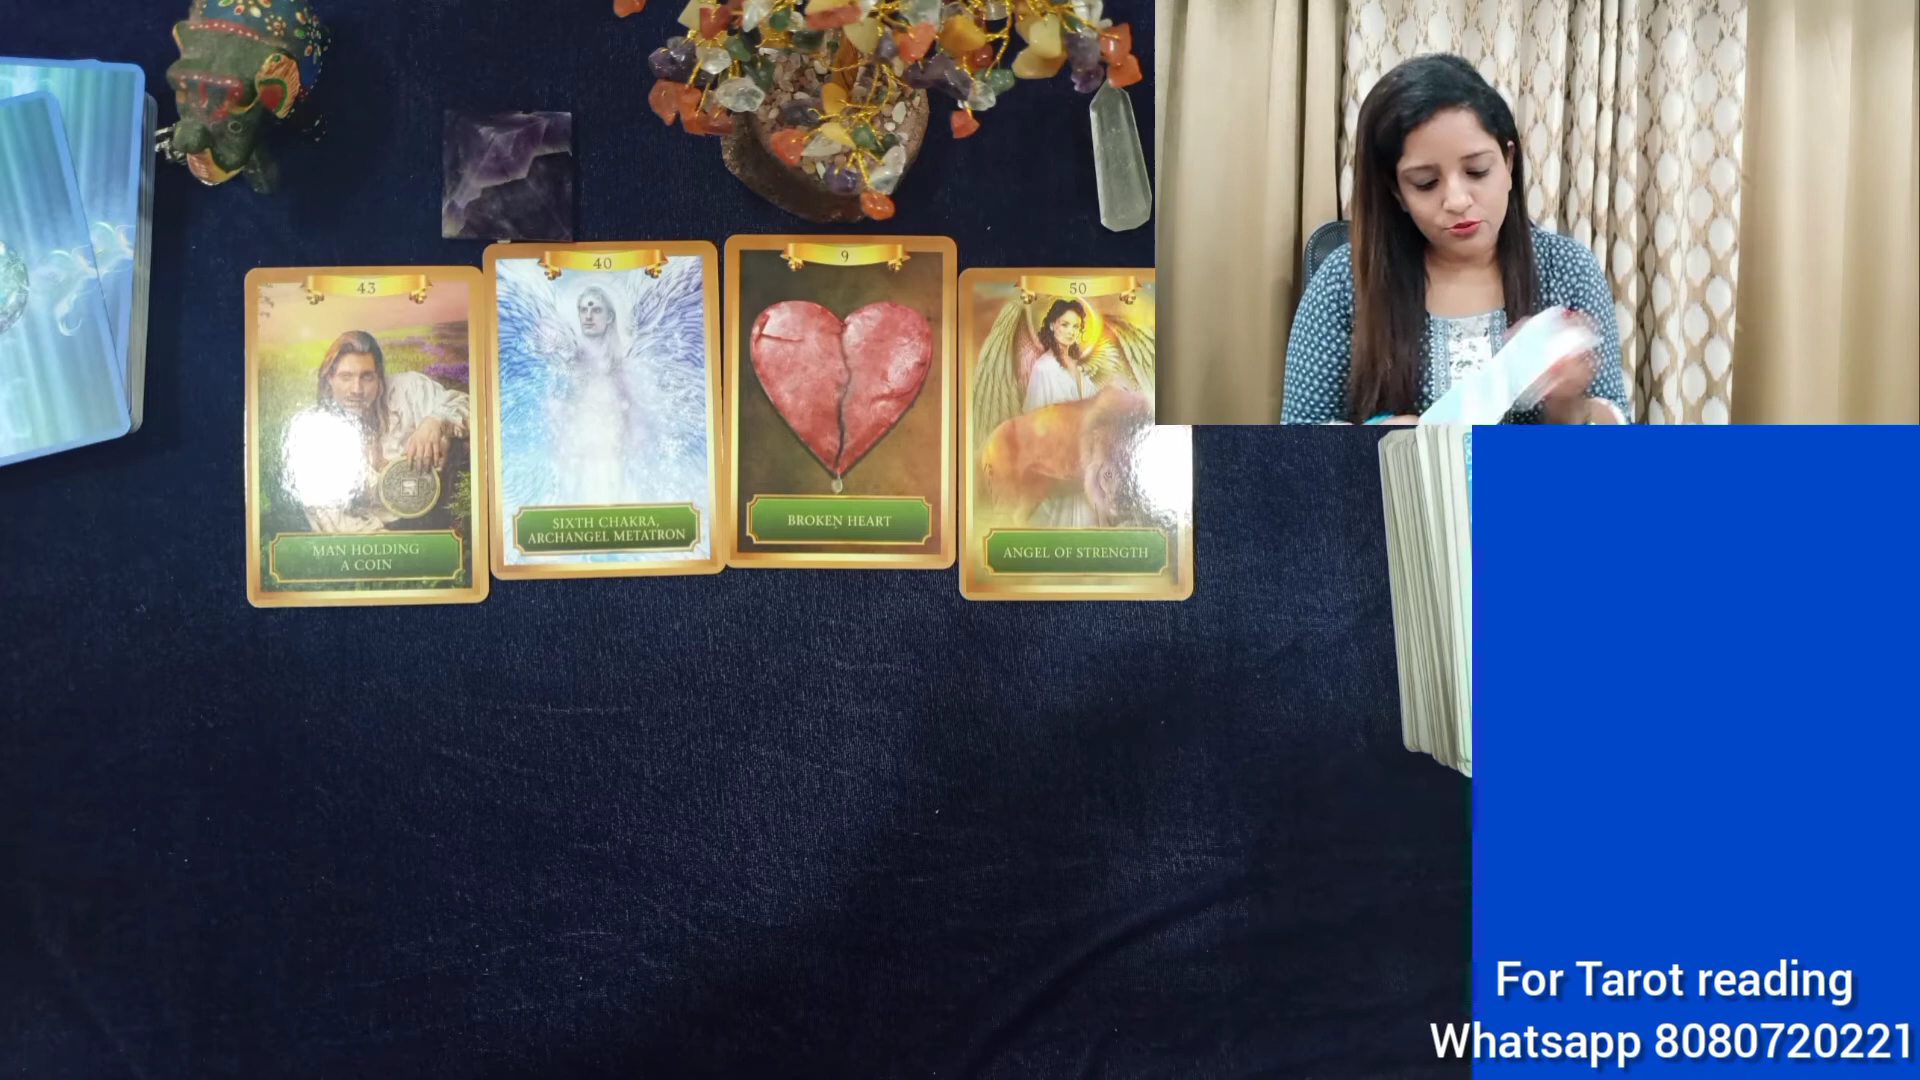 43
40
9
50
MAN HOLDING
A COIN
SIXTH CHAKRA,
ARCHANGEL METATRON
BROKEN HEART
ANGEL OF STRENGTH
For Tarot reading
Whatsapp 8080720221